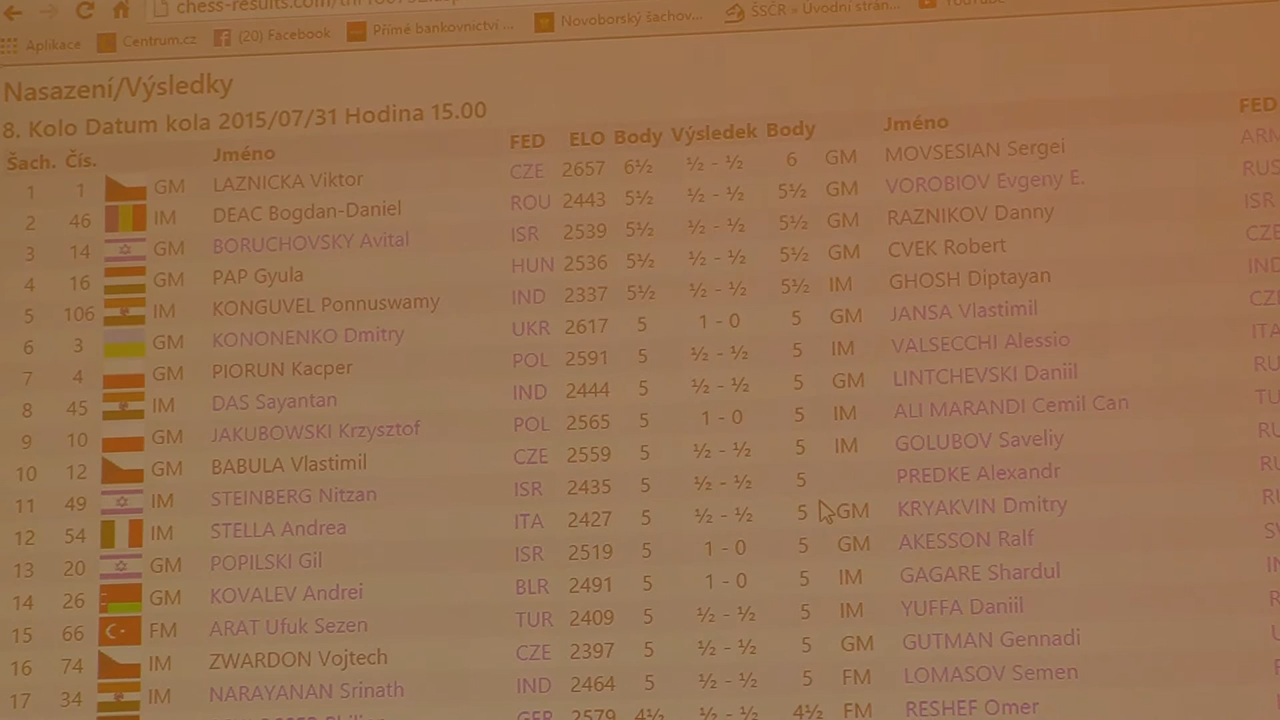 chess-results.com
Aplikace Centrum.cz (20) Facebook Přímé bankovnictví ... Novoborský šachov... ŠSČR » Úvodní strán... YouTube
Nasazení/Výsledky
8. Kolo Datum kola 2015/07/31 Hodina 15.00
Šach. Čís. Jméno FED ELO Body Výsledek Body Jméno FED
1 1 GM LAZNICKA Viktor CZE 2657 6½ ½ - ½ 6 GM MOVSESIAN Sergei ARM
2 46 IM DEAC Bogdan-Daniel ROU 2443 5½ ½ - ½ 5½ GM VOROBIOV Evgeny E. RUS
3 14 GM BORUCHOVSKY Avital ISR 2539 5½ ½ - ½ 5½ GM RAZNIKOV Danny ISR
4 16 GM PAP Gyula HUN 2536 5½ ½ - ½ 5½ GM CVEK Robert CZE
5 106 IM KONGUVEL Ponnuswamy IND 2337 5½ ½ - ½ 5½ IM GHOSH Diptayan IND
6 3 GM KONONENKO Dmitry UKR 2617 5 1 - 0 5 GM JANSA Vlastimil
7 4 GM PIORUN Kacper POL 2591 5 ½ - ½ 5 IM VALSECCHI Alessio ITA
8 45 IM DAS Sayantan IND 2444 5 ½ - ½ 5 GM LINTCHEVSKI Daniil
9 10 GM JAKUBOWSKI Krzysztof POL 2565 5 1 - 0 5 IM ALI MARANDI Cemil Can
10 12 GM BABULA Vlastimil CZE 2559 5 ½ - ½ 5 IM GOLUBOV Saveliy
11 49 IM STEINBERG Nitzan ISR 2435 5 ½ - ½ 5 PREDKE Alexandr
12 54 IM STELLA Andrea ITA 2427 5 ½ - ½ 5 GM KRYAKVIN Dmitry
13 20 GM POPILSKI Gil ISR 2519 5 1 - 0 5 GM AKESSON Ralf
14 26 GM KOVALEV Andrei BLR 2491 5 1 - 0 5 IM GAGARE Shardul
15 66 FM ARAT Ufuk Sezen TUR 2409 5 ½ - ½ 5 IM YUFFA Daniil
16 74 IM ZWARDON Vojtech CZE 2397 5 ½ - ½ 5 GM GUTMAN Gennadi
17 34 IM NARAYANAN Srinath IND 2464 5 ½ - ½ 5 FM LOMASOV Semen
GER 2579 4½ ½ - ½ 4½ FM RESHEF Omer